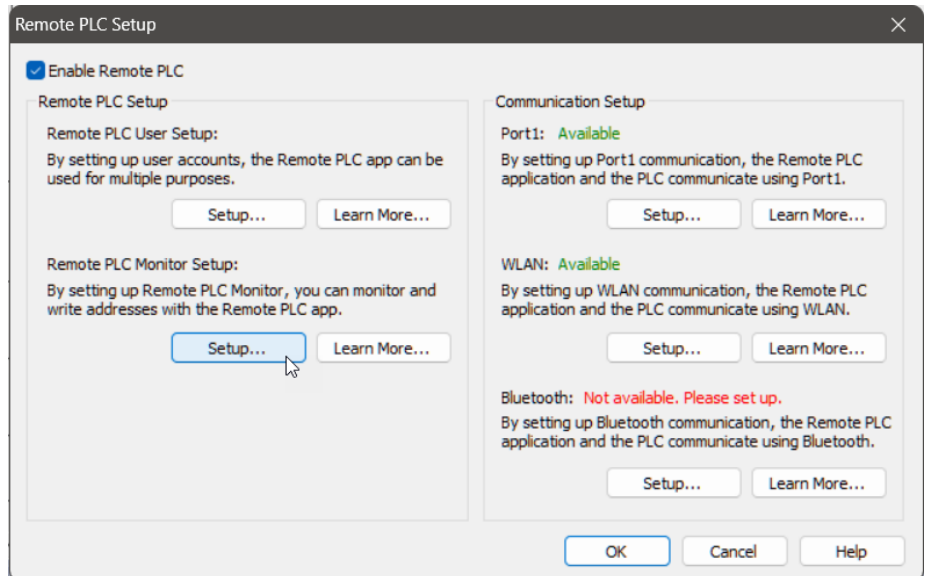 Remote PLC Setup
Enable Remote PLC
Remote PLC Setup
Remote PLC User Setup:
By setting up user accounts, the Remote PLC app can be
used for multiple purposes.
Setup... Learn More...
Remote PLC Monitor Setup:
By setting up Remote PLC Monitor, you can monitor and
write addresses with the Remote PLC app.
Setup... Learn More...
Communication Setup
Port1: Available
By setting up Port1 communication, the Remote PLC
application and the PLC communicate using Port1.
Setup... Learn More...
WLAN: Available
By setting up WLAN communication, the Remote PLC
application and the PLC communicate using WLAN.
Setup... Learn More...
Bluetooth: Not available. Please set up.
By setting up Bluetooth communication, the Remote PLC
application and the PLC communicate using Bluetooth.
Setup... Learn More...
OK Cancel Help